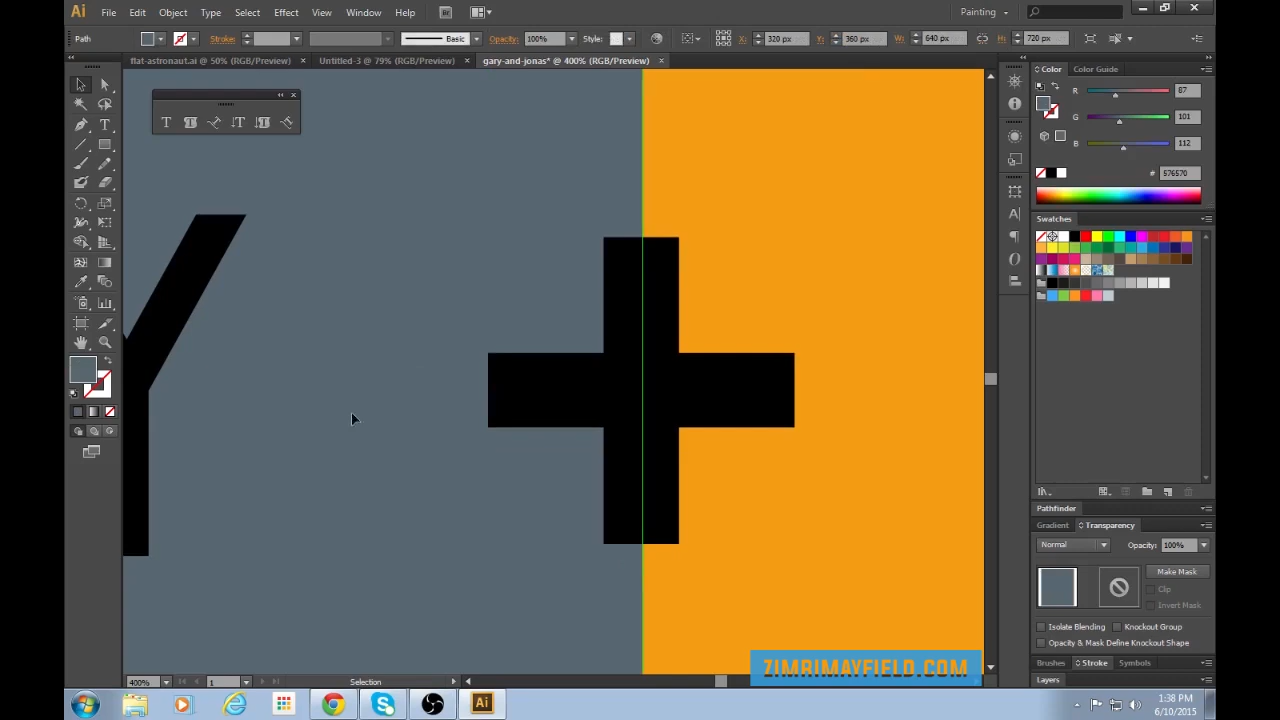 Ai File Edit Object Type Select Effect View Window Help Br Painting
Path Stroke: Basic Opacity: 100% Style: X: 320 px Y: 360 px W: 640 px H: 720 px
flat-astronaut.ai @ 50% (RGB/Preview) × Untitled-3 @ 79% (RGB/Preview) × gary-and-jonas* @ 400% (RGB/Preview) ×
Color Color Guide
R 87
G 101
B 112
# 576570
Swatches
Y +
Pathfinder
Gradient Transparency
Normal Opacity: 100%
Make Mask
Clip
Invert Mask
Isolate Blending Knockout Group
Opacity & Mask Define Knockout Shape
ZIMRIMAYFIELD.COM
Brushes Stroke Symbols
Layers
400% 1 Selection
Ai
1:38 PM
6/10/2015